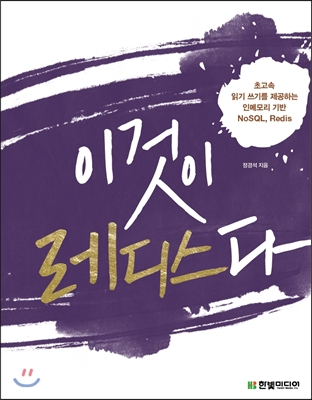 초고속
읽기 쓰기를 제공하는
인메모리 기반
NoSQL, Redis
이것이
정경석 지음
레디스다
한빛미디어